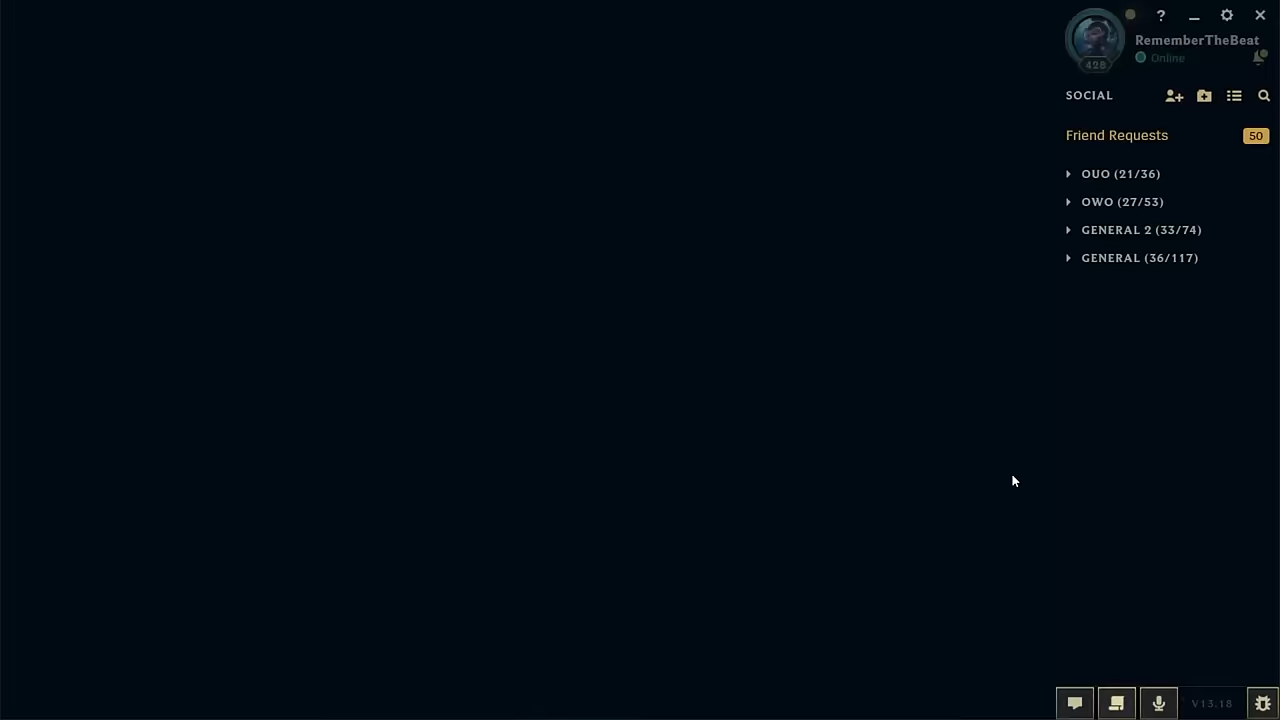 ?
RememberTheBeat
428
Online
SOCIAL
Friend Requests
50
OUO (21/36)
OWO (27/53)
GENERAL 2 (33/74)
GENERAL (36/117)
V13.18